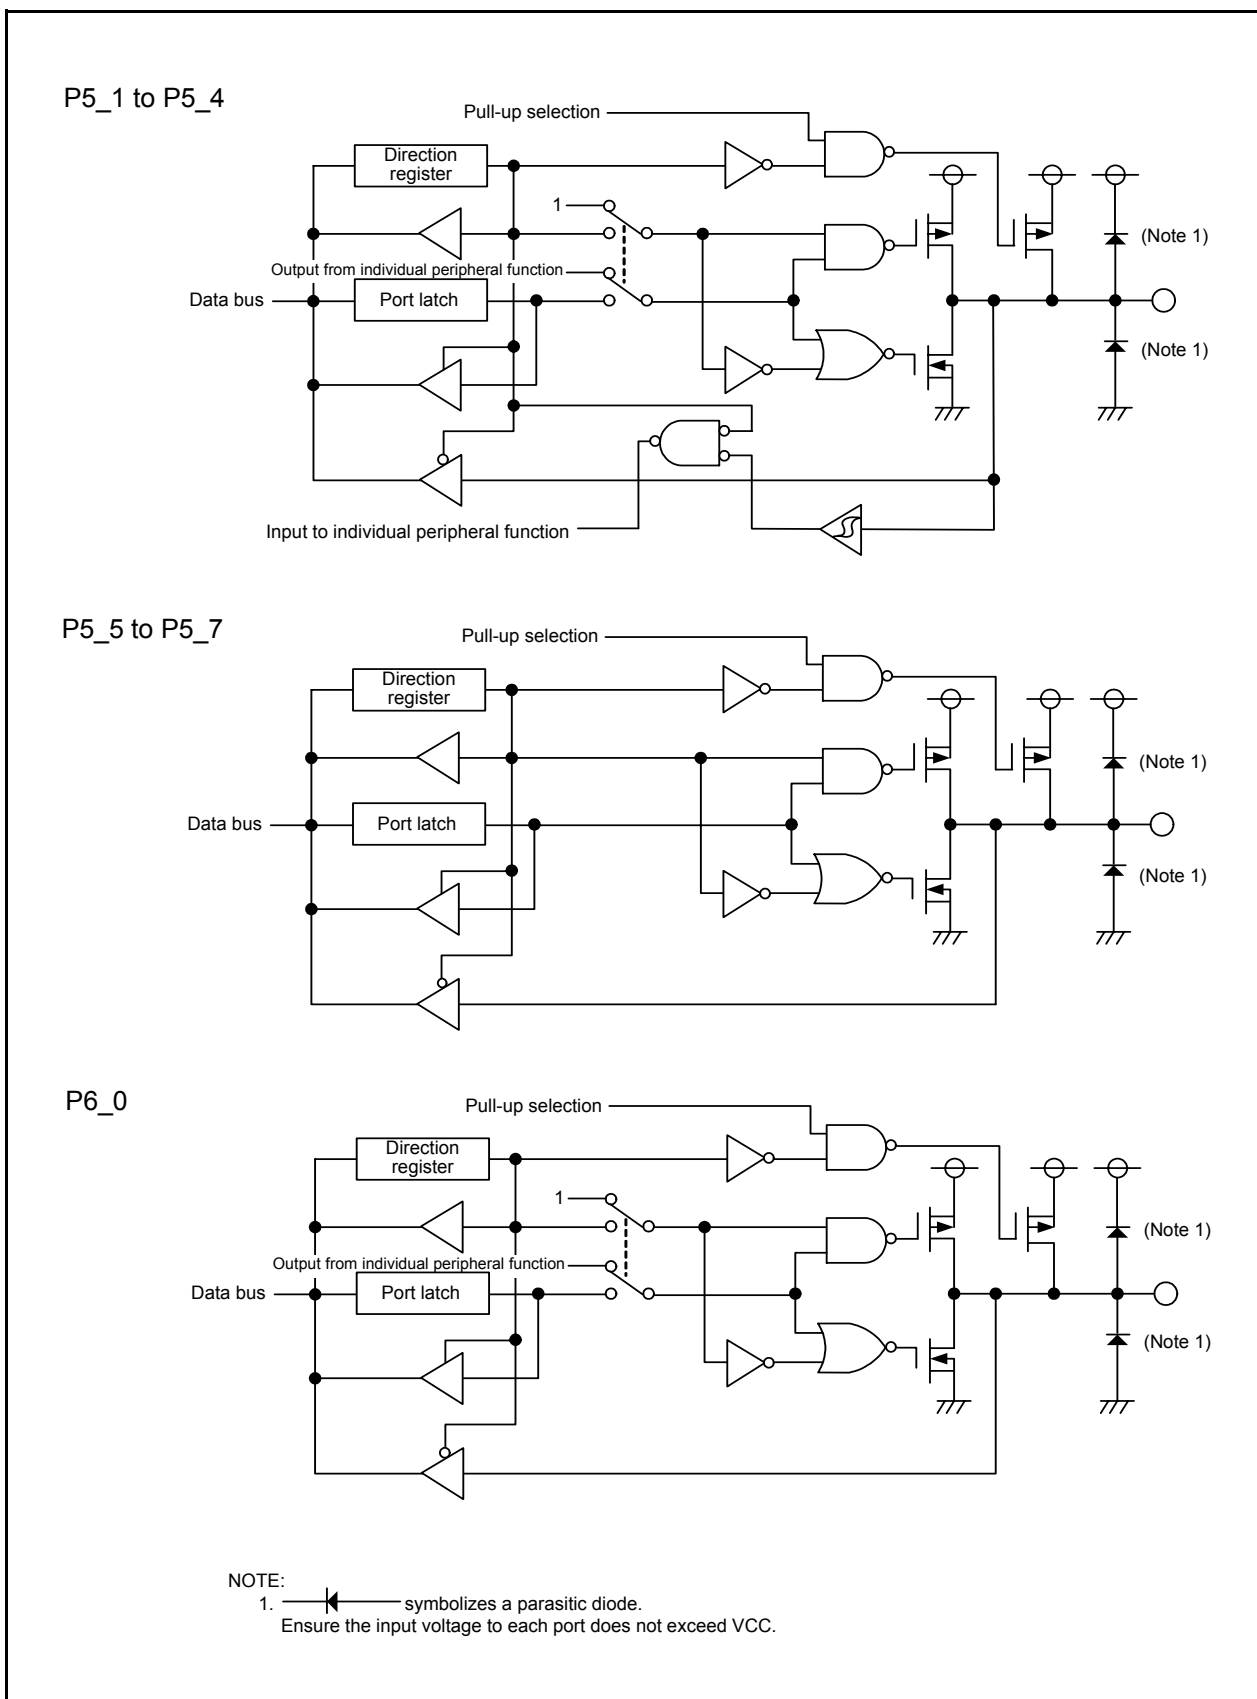 P5_1 to P5_4
Pull-up selection
Direction
register
1
(Note 1)
Output from individual peripheral function
Data bus
Port latch
(Note 1)
Input to individual peripheral function
P5_5 to P5_7
Pull-up selection
Direction
register
(Note 1)
Data bus
Port latch
(Note 1)
P6_0
Pull-up selection
Direction
register
1
(Note 1)
Output from individual peripheral function
Data bus
Port latch
(Note 1)
NOTE:
1. symbolizes a parasitic diode.
Ensure the input voltage to each port does not exceed VCC.